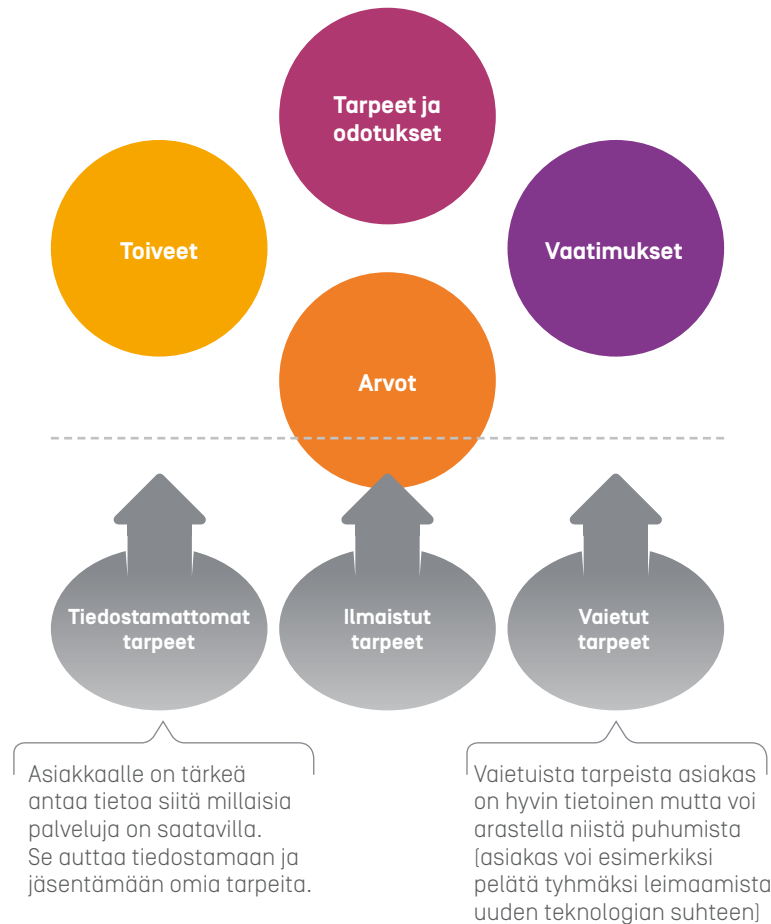 Tarpeet ja
odotukset
Toiveet
Vaatimukset
Arvot
Tiedostamattomat
tarpeet
Ilmaistut
tarpeet
Vaietut
tarpeet
Asiakkaalle on tärkeä
antaa tietoa siitä millaisia
palveluja on saatavilla.
Se auttaa tiedostamaan ja
jäsentämään omia tarpeita.
Vaietuista tarpeista asiakas
on hyvin tietoinen mutta voi
arastella niistä puhumista
(asiakas voi esimerkiksi
pelätä tyhmäksi leimaamista
uuden teknologian suhteen)